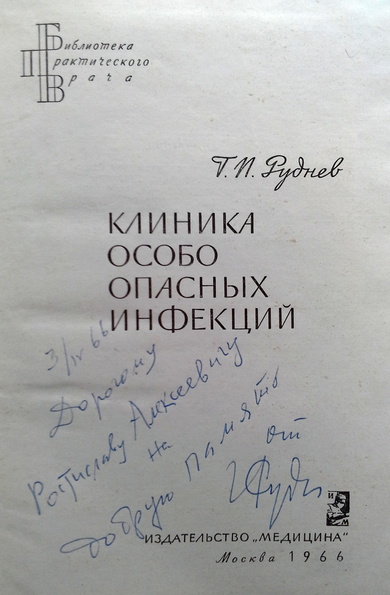 Библиотека
Практического
Врача
Г. П. Руднев
КЛИНИКА
ОСОБО
ОПАСНЫХ
ИНФЕКЦИЙ
3/IV 66
Дорогому
Ростиславу Алексеевичу
на
добрую память
от
ИМ
ИЗДАТЕЛЬСТВО „МЕДИЦИНА“
Москва 1966